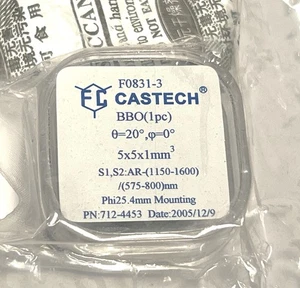 F0831-3
FC CASTECH®
BBO(1pc)
θ=20°,φ=0°
5x5x1mm³
S1,S2:AR-(1150-1600)
/(575-800)nm
Phi25.4mm Mounting
PN:712-4453 Date:2005/12/9